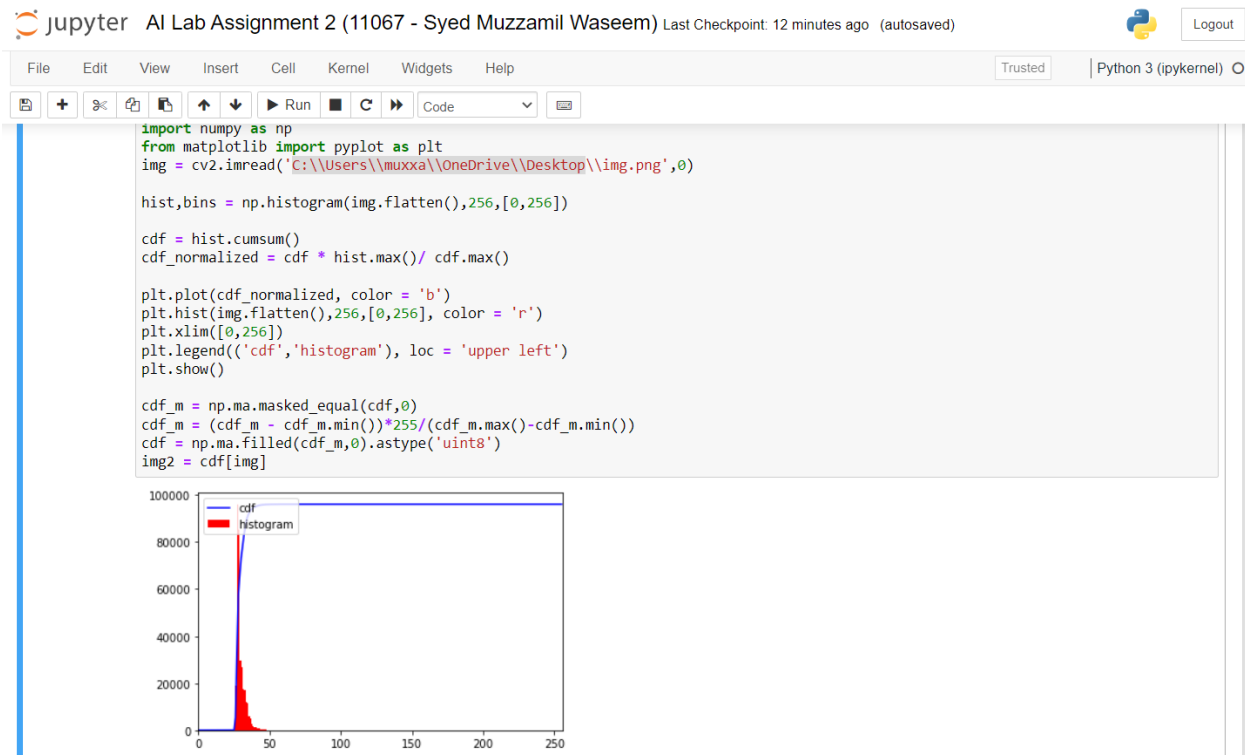 jupyter AI Lab Assignment 2 (11067 - Syed Muzzamil Waseem) Last Checkpoint: 12 minutes ago (autosaved)
Logout
File Edit View Insert Cell Kernel Widgets Help
Trusted
Python 3 (ipykernel)
Run
Code
import numpy as np
from matplotlib import pyplot as plt
img = cv2.imread('C:\\Users\\muxxa\\OneDrive\\Desktop\\img.png',0)
hist,bins = np.histogram(img.flatten(),256,[0,256])
cdf = hist.cumsum()
cdf_normalized = cdf * hist.max()/ cdf.max()
plt.plot(cdf_normalized, color = 'b')
plt.hist(img.flatten(),256,[0,256], color = 'r')
plt.xlim([0,256])
plt.legend(('cdf','histogram'), loc = 'upper left')
plt.show()
cdf_m = np.ma.masked_equal(cdf,0)
cdf_m = (cdf_m - cdf_m.min())*255/(cdf_m.max()-cdf_m.min())
cdf = np.ma.filled(cdf_m,0).astype('uint8')
img2 = cdf[img]
100000
cdf
histogram
80000
60000
40000
20000
0
0 50 100 150 200 250